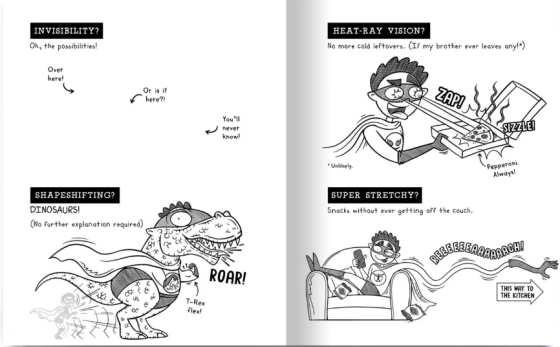 INVISIBILITY?
Oh, the possibilities!
Over
here!
Or is it
here?!
You'll
never
know!
SHAPESHIFTING?
DINOSAURS!
(No further explanation required)
ROAR!
T-Rex
flex!
HEAT-RAY VISION?
No more cold leftovers. (If my brother ever leaves any!*)
ZAP!
SIZZLE!
* Unlikely.
Pepperoni.
Always!
SUPER STRETCHY?
Snacks without ever getting off the couch.
REEEEEEAAAAAAACH!
THIS WAY TO
THE KITCHEN